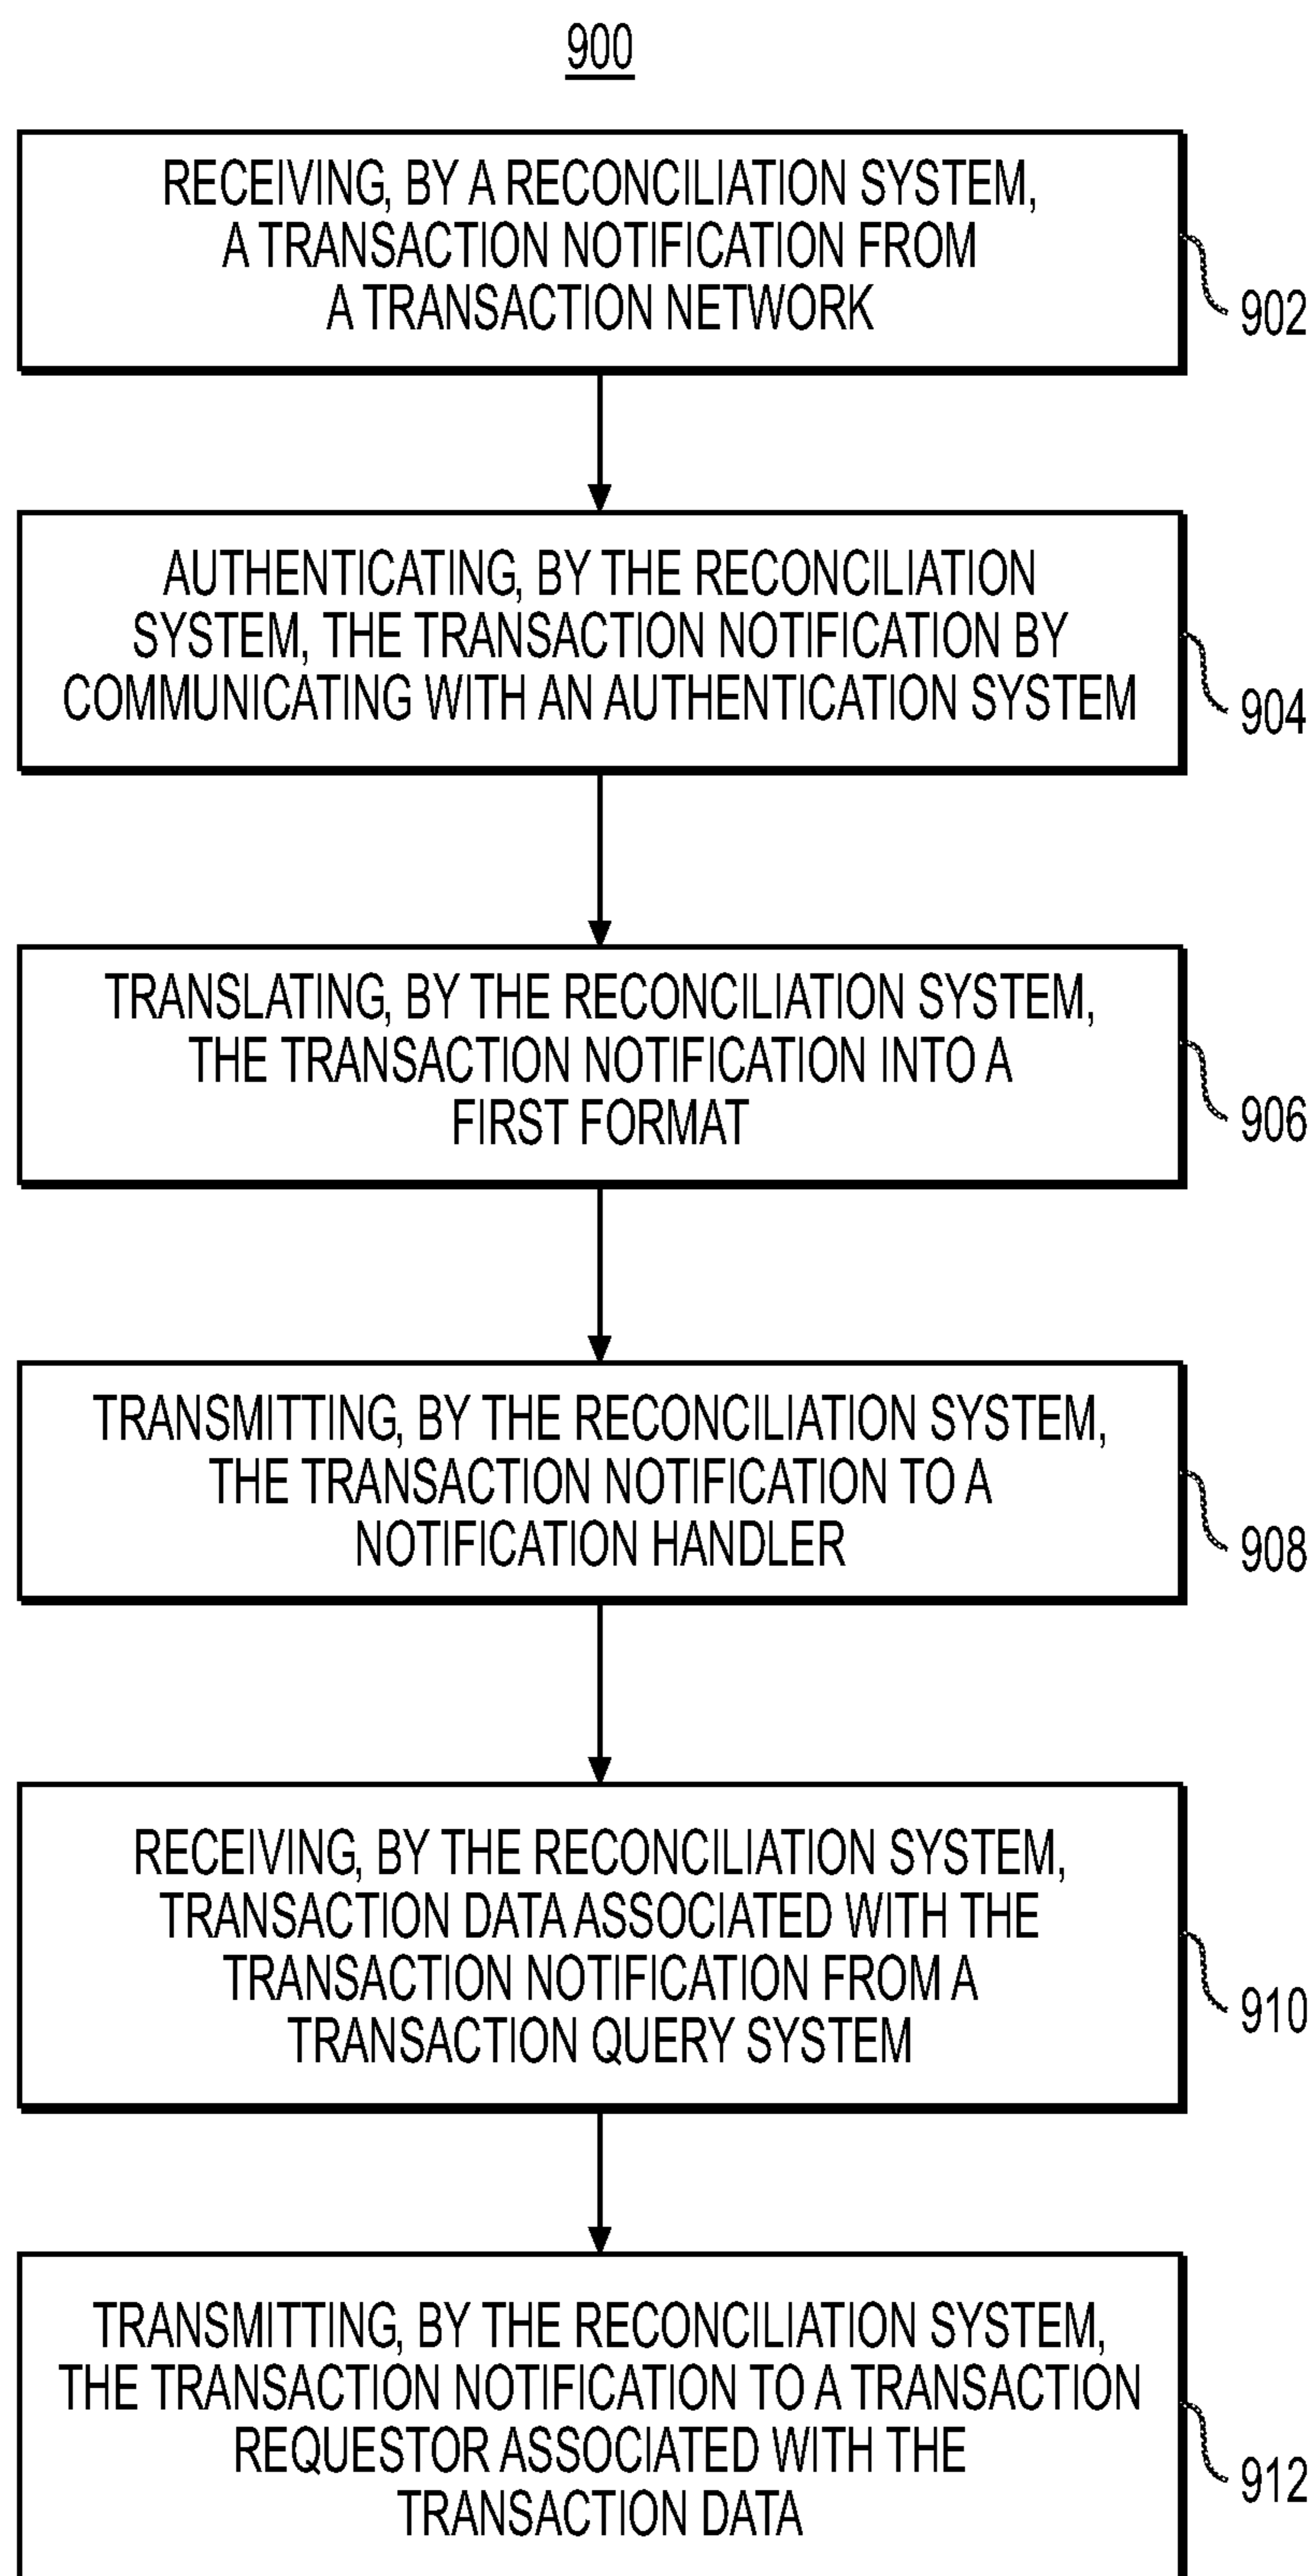 900
RECEIVING, BY A RECONCILIATION SYSTEM,
A TRANSACTION NOTIFICATION FROM
A TRANSACTION NETWORK
902
AUTHENTICATING, BY THE RECONCILIATION
SYSTEM, THE TRANSACTION NOTIFICATION BY
COMMUNICATING WITH AN AUTHENTICATION SYSTEM
904
TRANSLATING, BY THE RECONCILIATION SYSTEM,
THE TRANSACTION NOTIFICATION INTO A
FIRST FORMAT
906
TRANSMITTING, BY THE RECONCILIATION SYSTEM,
THE TRANSACTION NOTIFICATION TO A
NOTIFICATION HANDLER
908
RECEIVING, BY THE RECONCILIATION SYSTEM,
TRANSACTION DATA ASSOCIATED WITH THE
TRANSACTION NOTIFICATION FROM A
TRANSACTION QUERY SYSTEM
910
TRANSMITTING, BY THE RECONCILIATION SYSTEM,
THE TRANSACTION NOTIFICATION TO A TRANSACTION
REQUESTOR ASSOCIATED WITH THE
TRANSACTION DATA
912